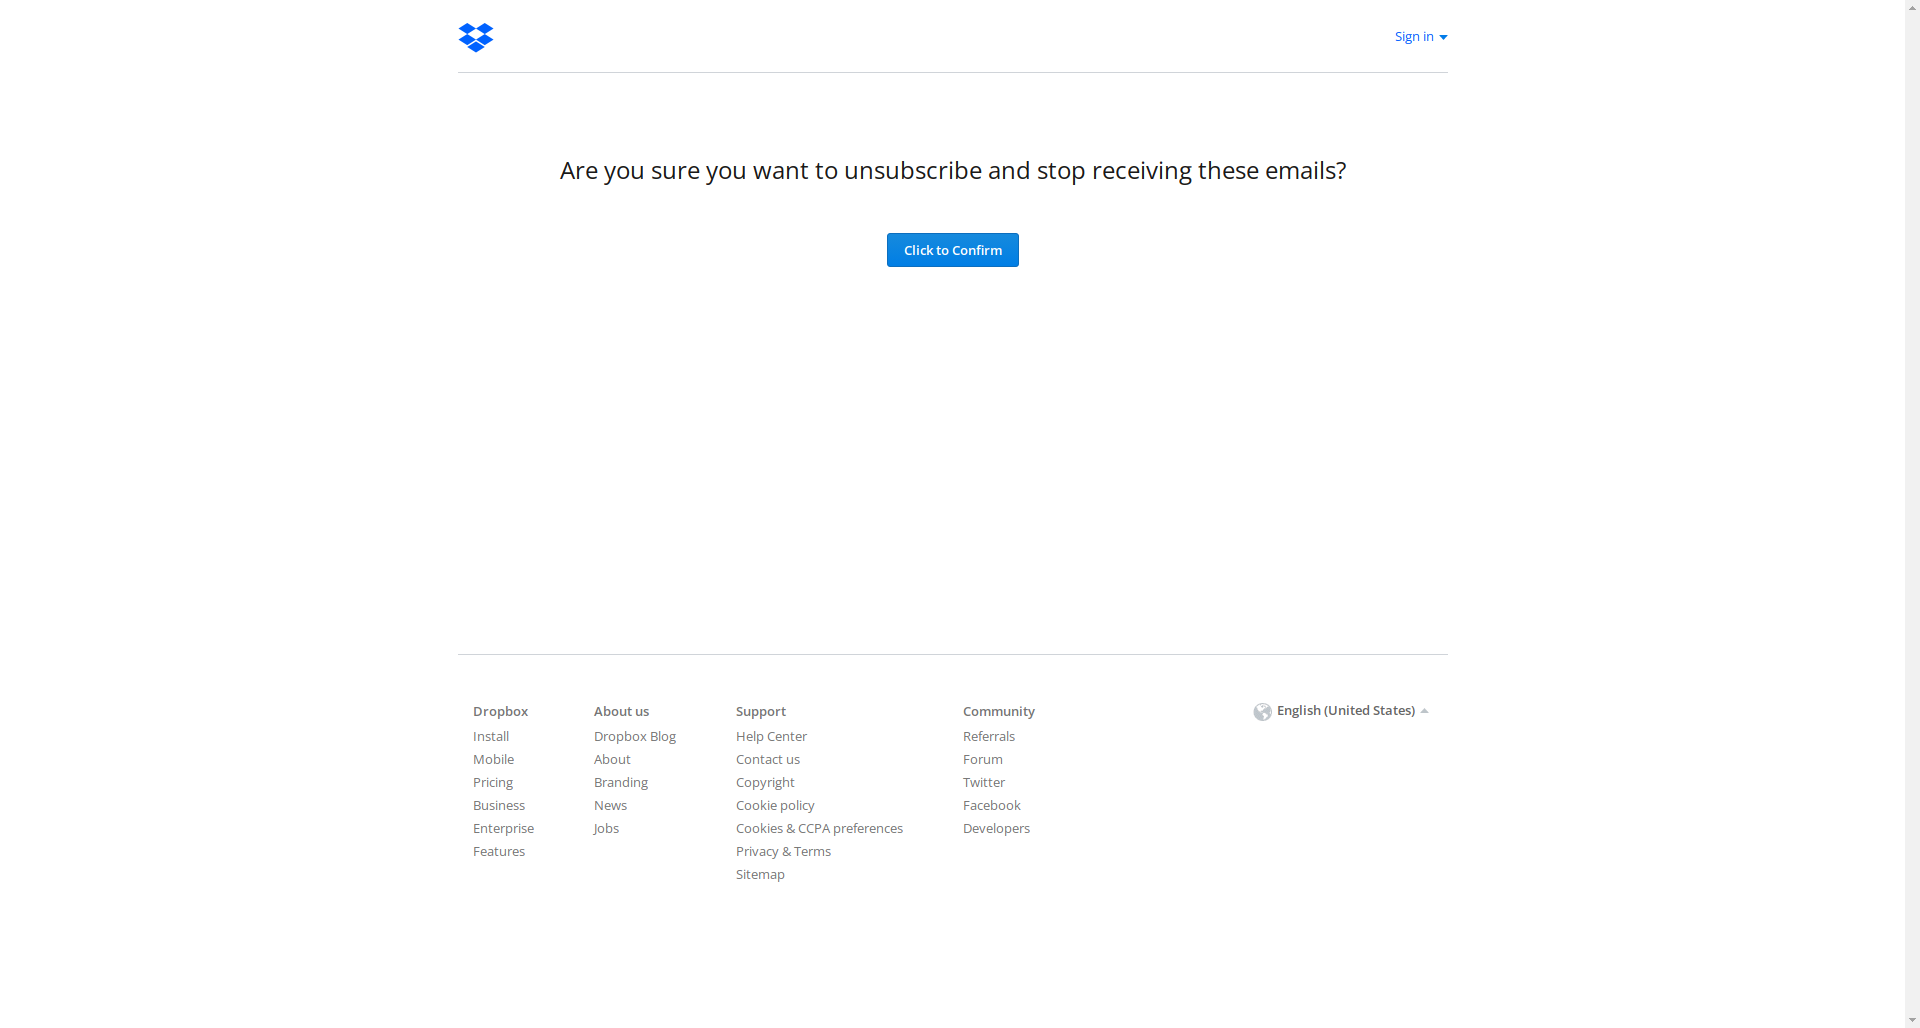 Sign in
Are you sure you want to unsubscribe and stop receiving these emails?
Click to Confirm
Dropbox
Install
Mobile
Pricing
Business
Enterprise
Features
About us
Dropbox Blog
About
Branding
News
Jobs
Support
Help Center
Contact us
Copyright
Cookie policy
Cookies & CCPA preferences
Privacy & Terms
Sitemap
Community
Referrals
Forum
Twitter
Facebook
Developers
English (United States)